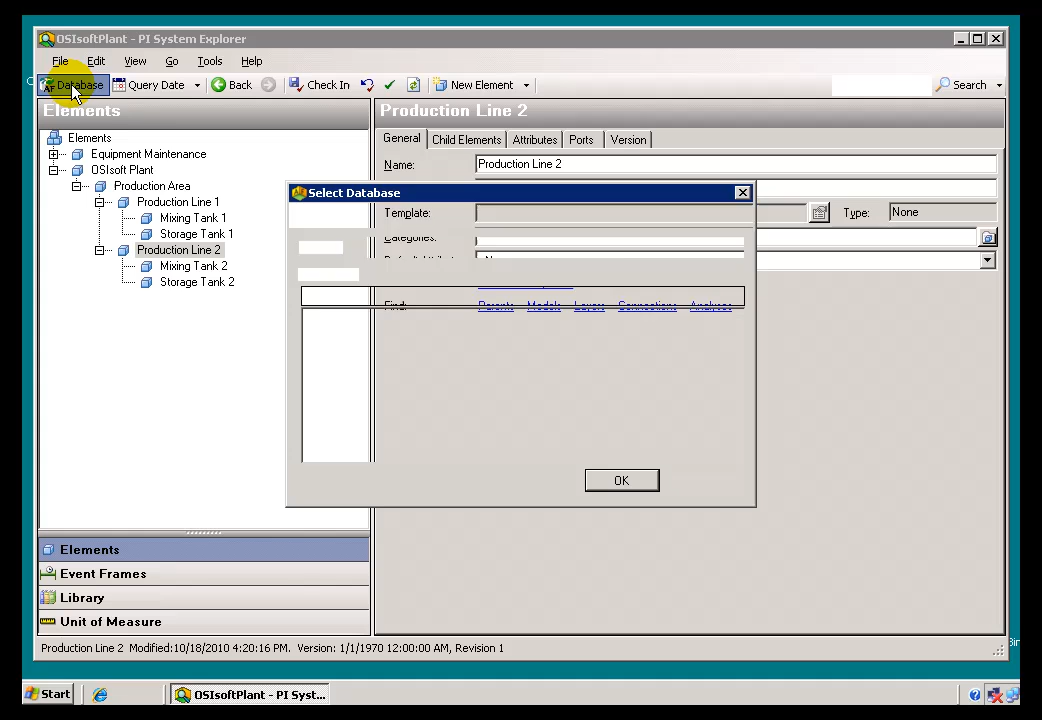 OSIsoftPlant - PI System Explorer
File Edit View Go Tools Help
Database Query Date Back Check In New Element Search
Elements
Elements
Equipment Maintenance
OSIsoft Plant
Production Area
Production Line 1
Mixing Tank 1
Storage Tank 1
Production Line 2
Mixing Tank 2
Storage Tank 2
Production Line 2
General Child Elements Attributes Ports Version
Name: Production Line 2
Select Database
Template: Type: None
Categories:
Find: Parents Models Layers Connections Analyses
OK
Elements
Event Frames
Library
Unit of Measure
Production Line 2 Modified:10/18/2010 4:20:16 PM. Version: 1/1/1970 12:00:00 AM, Revision 1
Start OSIsoftPlant - PI Syst...